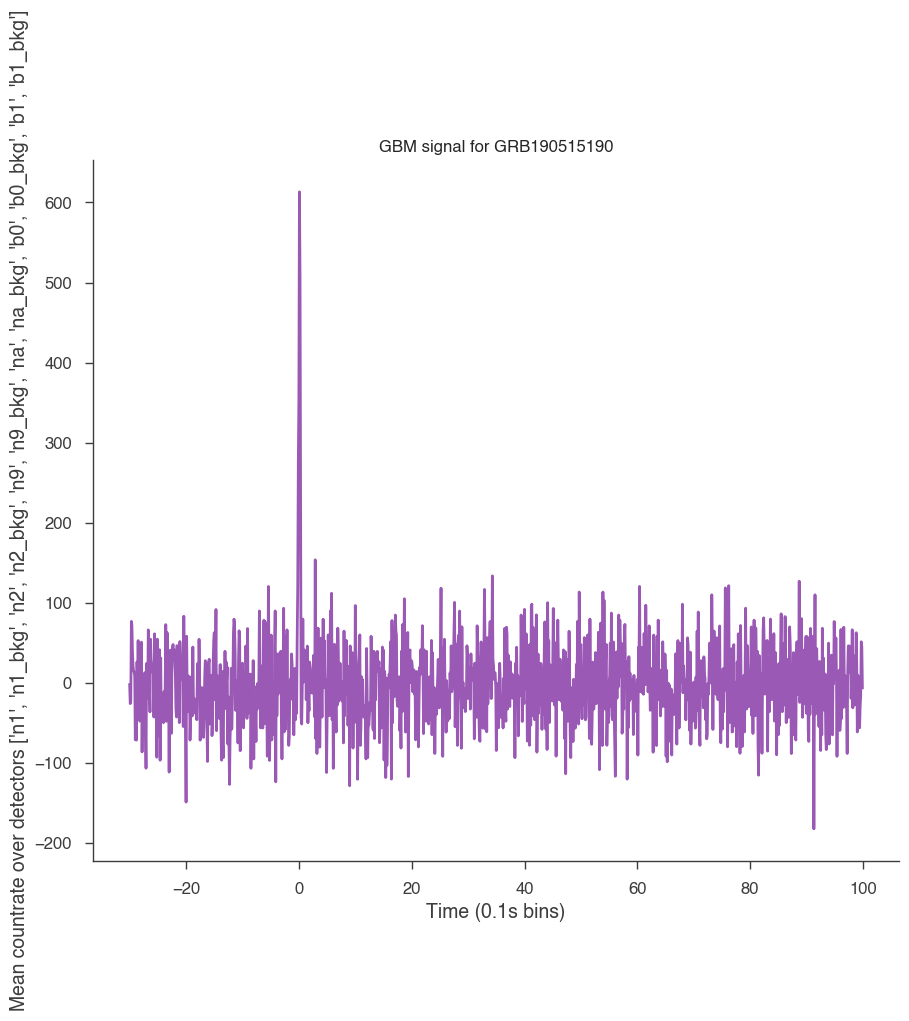 GBM signal for GRB190515190
Mean countrate over detectors ['n1', 'n1_bkg', 'n2', 'n2_bkg', 'n9', 'n9_bkg', 'na', 'na_bkg', 'b0', 'b0_bkg', 'b1', 'b1_bkg']
600
500
400
300
200
100
0
−100
−200
−20 0 20 40 60 80 100
Time (0.1s bins)